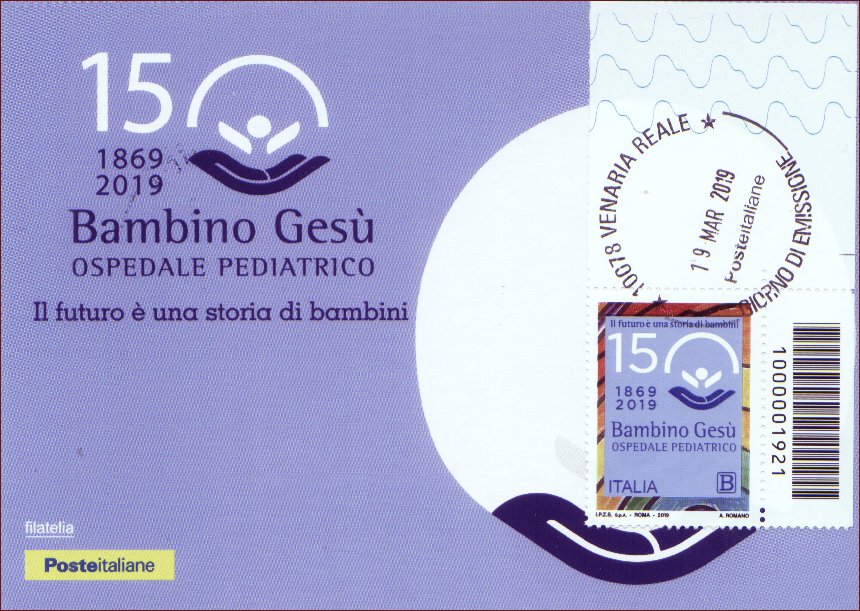 15
1869
2019
Bambino Gesù
OSPEDALE PEDIATRICO
Il futuro è una storia di bambini
filatelia
Posteitaliane
10078 VENARIA REALE
19 MAR 2019
Posteitaliane
GIORNO DI EMISSIONE
Il futuro è una storia di bambini
15
1869
2019
Bambino Gesù
OSPEDALE PEDIATRICO
ITALIA B
I.P.Z.S. S.p.A. - ROMA - 2019 A. ROMANO
1000001921